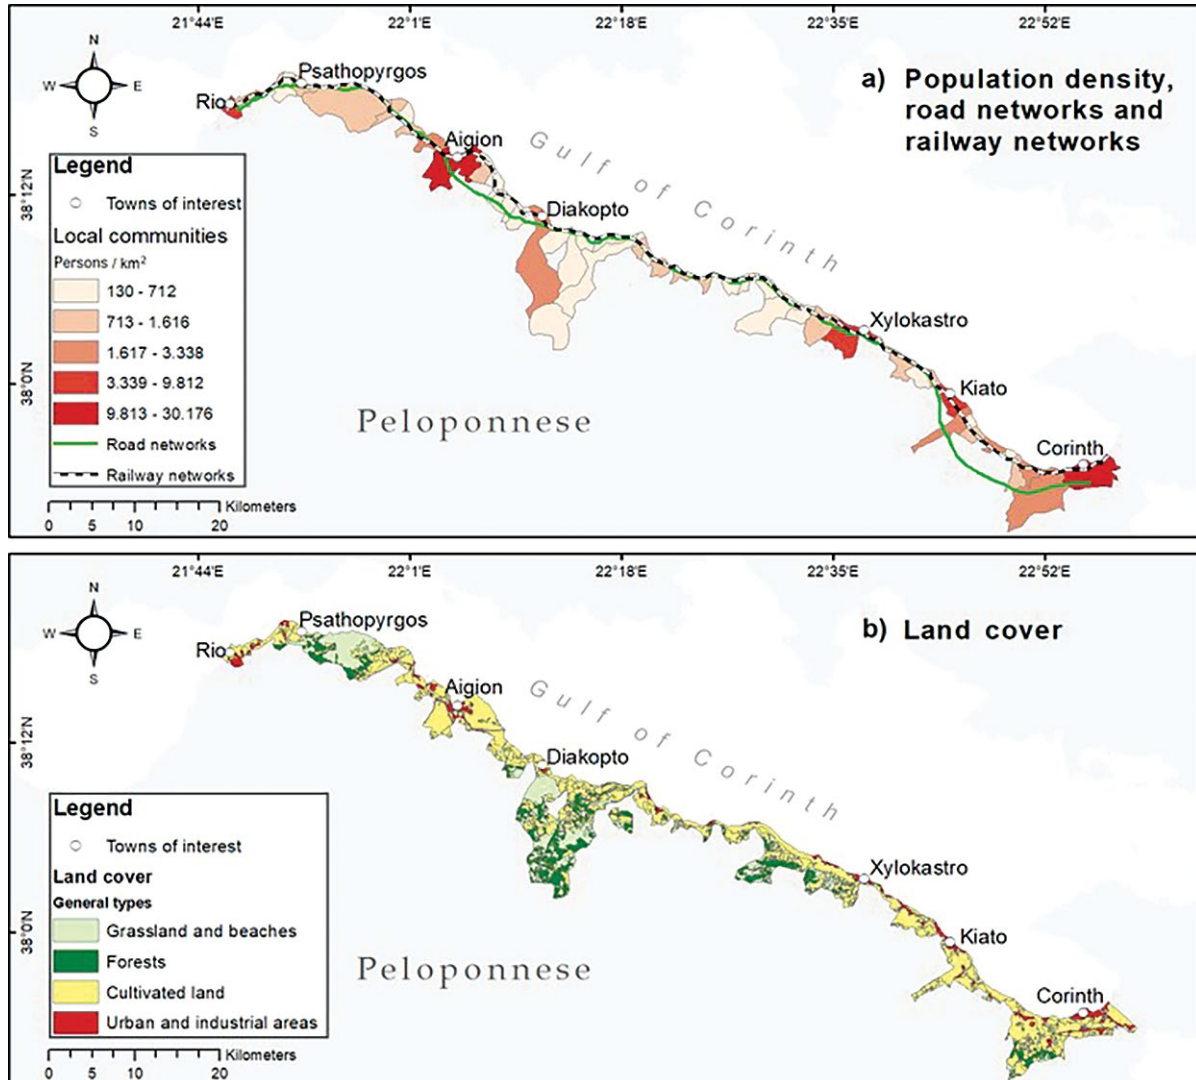 21°44'E 22°1'E 22°18'E 22°35'E 22°52'E
N
W E
S
a) Population density,
road networks and
railway networks
Psathopyrgos
Rio
Aigion
Gulf of Corinth
Diakopto
Xylokastro
Kiato
Corinth
Peloponnese
38°12'N
38°0'N
Legend
Towns of interest
Local communities
Persons / km²
130 - 712
713 - 1.616
1.617 - 3.338
3.339 - 9.812
9.813 - 30.176
Road networks
Railway networks
Kilometers
0 5 10 20
21°44'E 22°1'E 22°18'E 22°35'E 22°52'E
N
W E
S
b) Land cover
Psathopyrgos
Rio
Aigion
Gulf of Corinth
Diakopto
Xylokastro
Kiato
Corinth
Peloponnese
38°12'N
38°0'N
Legend
Towns of interest
Land cover
General types
Grassland and beaches
Forests
Cultivated land
Urban and industrial areas
Kilometers
0 5 10 20